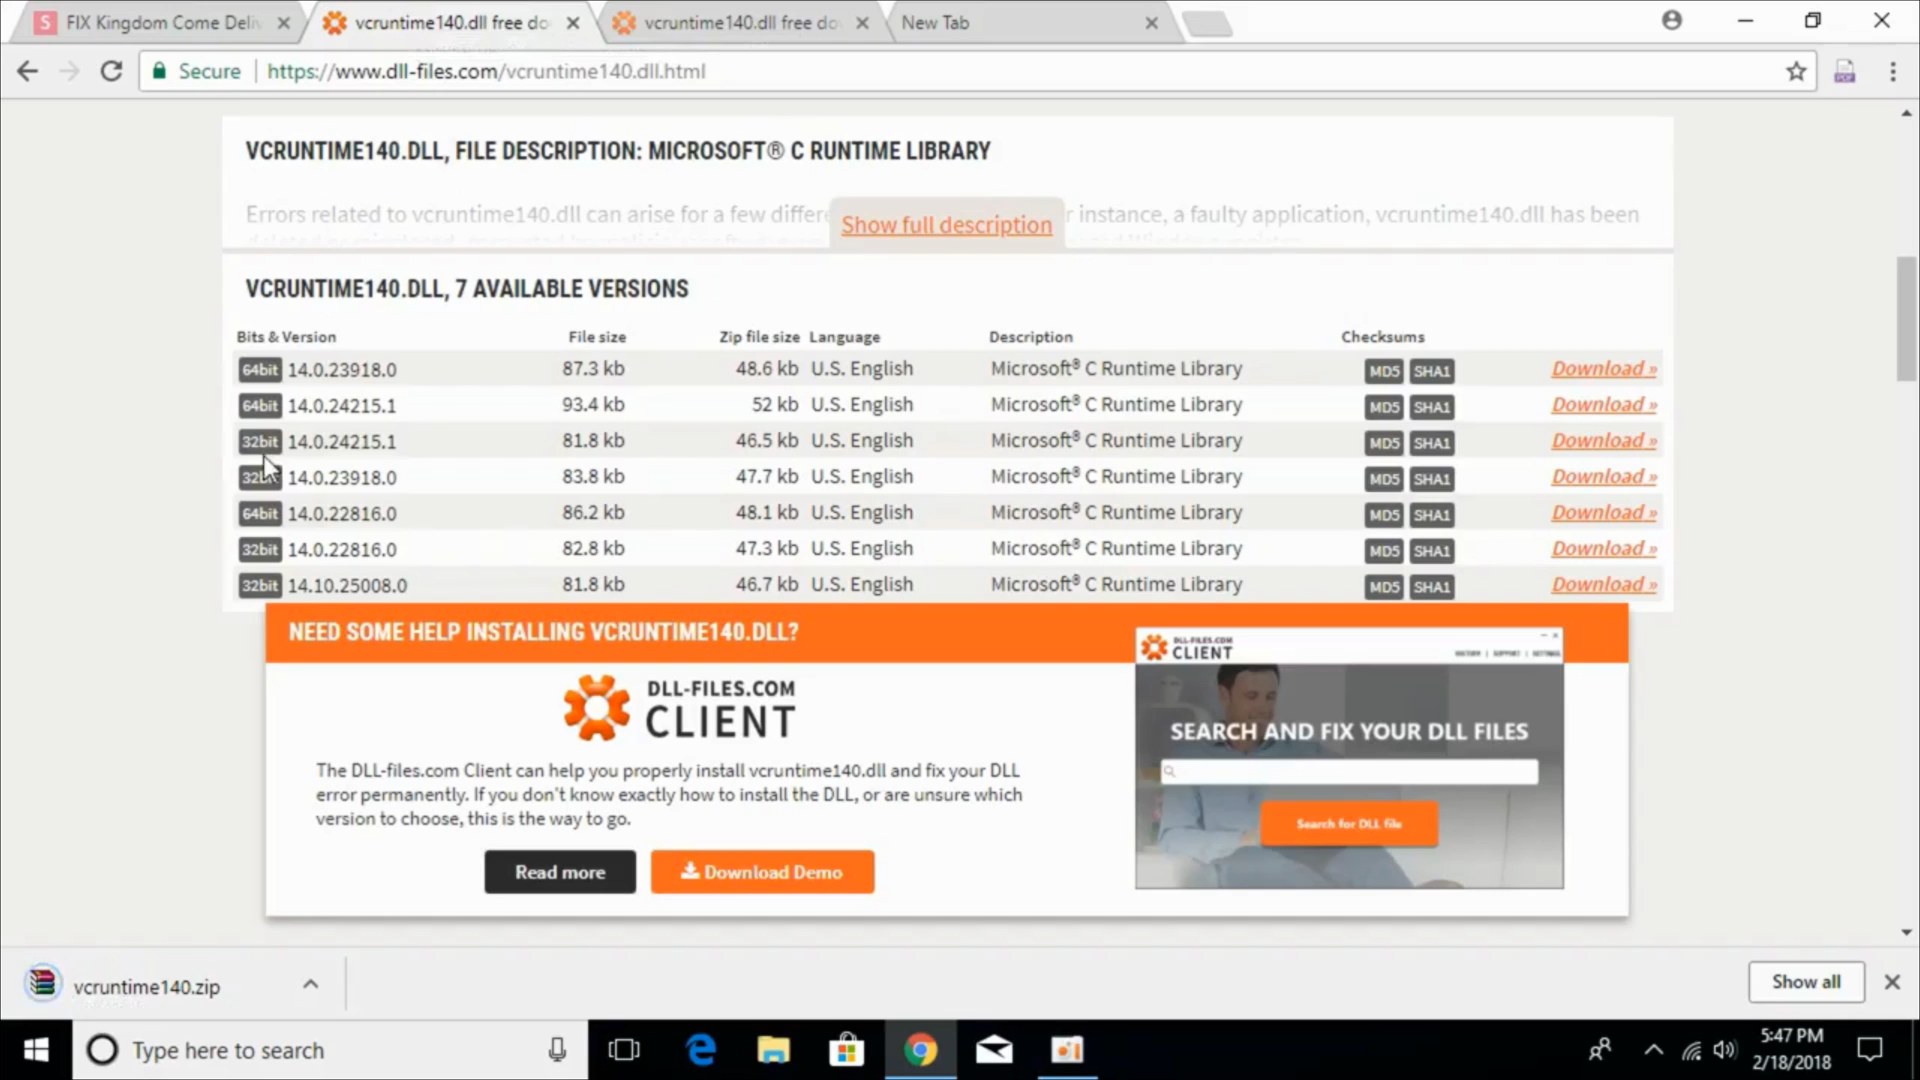 FIX Kingdom Come Deliv
vcruntime140.dll free do
vcruntime140.dll free do
New Tab
Secure
https://www.dll-files.com/vcruntime140.dll.html
VCRUNTIME140.DLL, FILE DESCRIPTION: MICROSOFT® C RUNTIME LIBRARY
Errors related to vcruntime140.dll can arise for a few differe
r instance, a faulty application, vcruntime140.dll has been
Show full description
VCRUNTIME140.DLL, 7 AVAILABLE VERSIONS
Bits & Version File size Zip file size Language Description Checksums
64bit 14.0.23918.0 87.3 kb 48.6 kb U.S. English Microsoft® C Runtime Library MD5 SHA1 Download »
64bit 14.0.24215.1 93.4 kb 52 kb U.S. English Microsoft® C Runtime Library MD5 SHA1 Download »
32bit 14.0.24215.1 81.8 kb 46.5 kb U.S. English Microsoft® C Runtime Library MD5 SHA1 Download »
32bit 14.0.23918.0 83.8 kb 47.7 kb U.S. English Microsoft® C Runtime Library MD5 SHA1 Download »
64bit 14.0.22816.0 86.2 kb 48.1 kb U.S. English Microsoft® C Runtime Library MD5 SHA1 Download »
32bit 14.0.22816.0 82.8 kb 47.3 kb U.S. English Microsoft® C Runtime Library MD5 SHA1 Download »
32bit 14.10.25008.0 81.8 kb 46.7 kb U.S. English Microsoft® C Runtime Library MD5 SHA1 Download »
NEED SOME HELP INSTALLING VCRUNTIME140.DLL?
DLL-FILES.COM
CLIENT
The DLL-files.com Client can help you properly install vcruntime140.dll and fix your DLL
error permanently. If you don't know exactly how to install the DLL, or are unsure which
version to choose, this is the way to go.
Read more
Download Demo
DLL-FILES.COM
CLIENT
SEARCH AND FIX YOUR DLL FILES
Search for DLL file
vcruntime140.zip
Show all
Type here to search
5:47 PM
2/18/2018